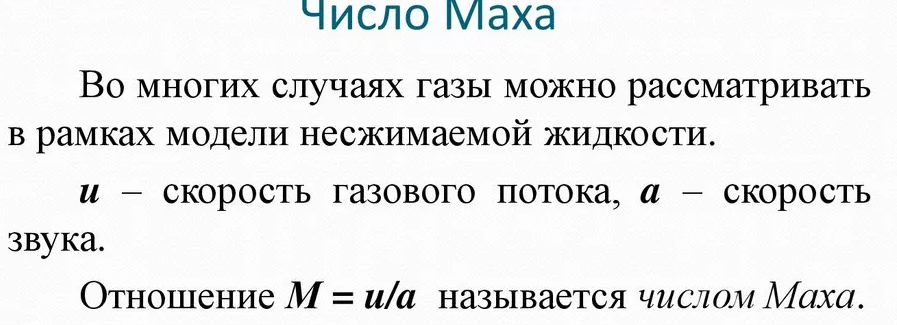 Число Маха
Во многих случаях газы можно рассматривать
в рамках модели несжимаемой жидкости.
u – скорость газового потока, a – скорость
звука.
Отношение M = u/a называется числом Маха.